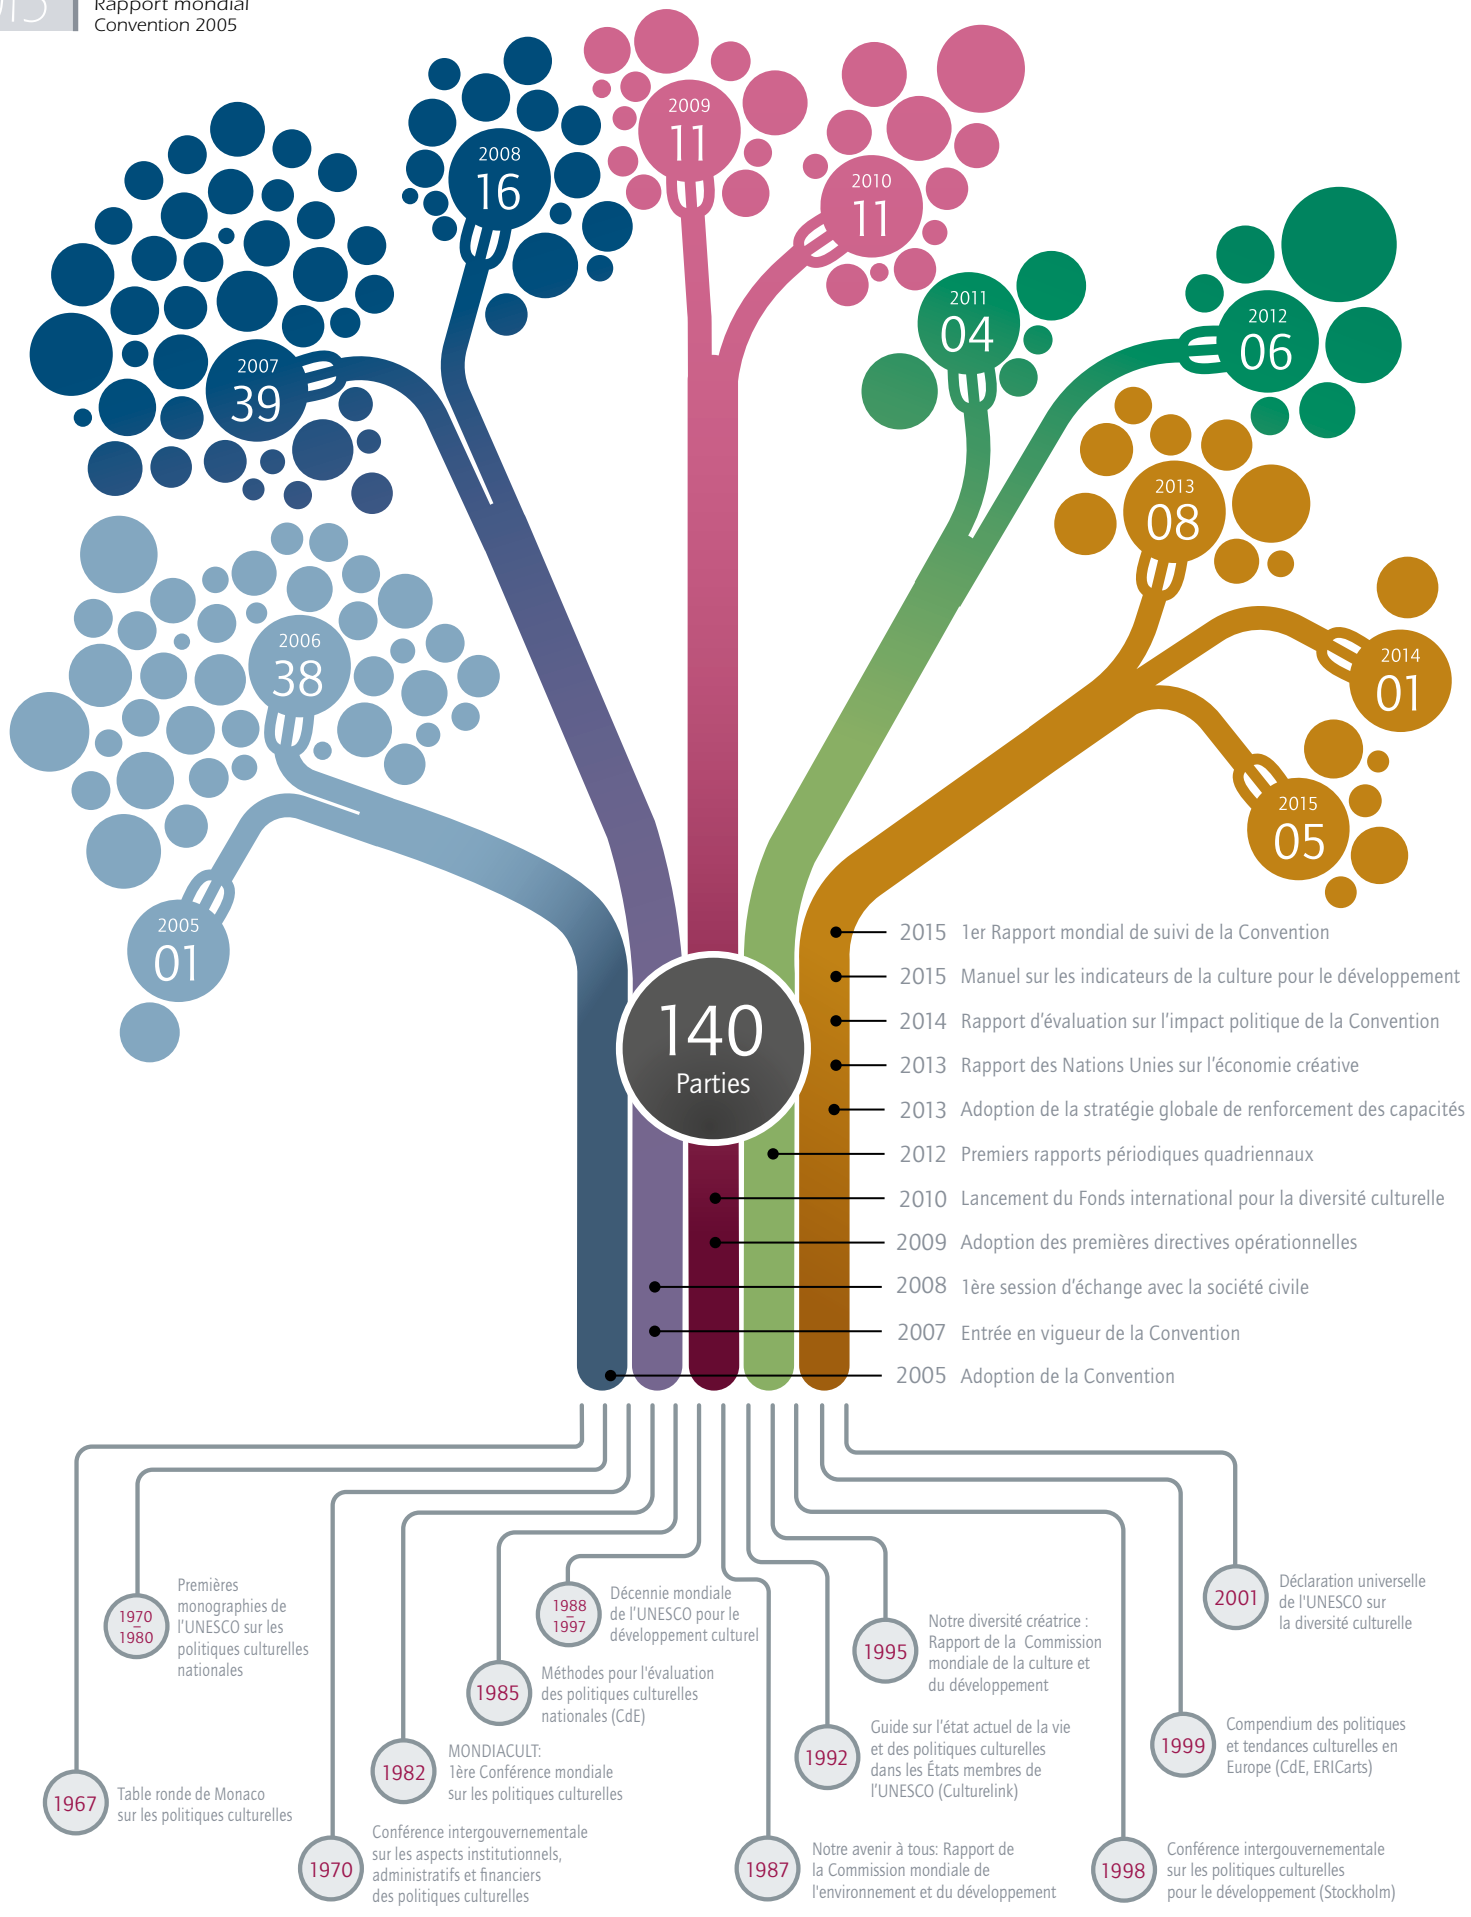 Rapport mondial
Convention 2005
2009
11
2008
16
2010
11
2011
04
2012
06
2007
39
2013
08
2006
38
2014
01
2015
05
2005
01
140
Parties
2015 1er Rapport mondial de suivi de la Convention
2015 Manuel sur les indicateurs de la culture pour le développement
2014 Rapport d’évaluation sur l’impact politique de la Convention
2013 Rapport des Nations Unies sur l’économie créative
2013 Adoption de la stratégie globale de renforcement des capacités
2012 Premiers rapports périodiques quadriennaux
2010 Lancement du Fonds international pour la diversité culturelle
2009 Adoption des premières directives opérationnelles
2008 1ère session d’échange avec la société civile
2007 Entrée en vigueur de la Convention
2005 Adoption de la Convention
1970
–
1980
Premières
monographies de
l’UNESCO sur les
politiques culturelles
nationales
1988
–
1997
Décennie mondiale
de l’UNESCO pour le
développement culturel
2001
Déclaration universelle
de l'UNESCO sur
la diversité culturelle
1995
Notre diversité créatrice :
Rapport de la Commission
mondiale de la culture et
du développement
1985
Méthodes pour l'évaluation
des politiques culturelles
nationales (CdE)
1992
Guide sur l’état actuel de la vie
et des politiques culturelles
dans les États membres de
l’UNESCO (Culturelink)
1999
Compendium des politiques
et tendances culturelles en
Europe (CdE, ERICarts)
1982
MONDIACULT:
1ère Conférence mondiale
sur les politiques culturelles
1967
Table ronde de Monaco
sur les politiques culturelles
1970
Conférence intergouvernementale
sur les aspects institutionnels,
administratifs et financiers
des politiques culturelles
1987
Notre avenir à tous: Rapport de
la Commission mondiale de
l'environnement et du développement
1998
Conférence intergouvernementale
sur les politiques culturelles
pour le développement (Stockholm)